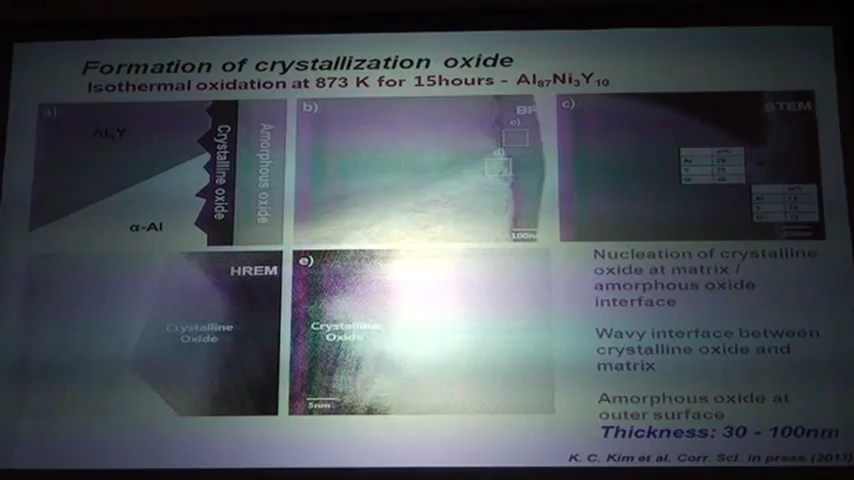 Formation of crystallization oxide
Isothermal oxidation at 873 K for 15hours - Al87Ni3Y10
a)
Al3Y
α-Al
Crystalline oxide
Amorphous oxide
b)
BF
e)
d)
100nm
c)
STEM
HREM
Crystalline
Oxide
e)
Crystalline
Oxide
5nm
Nucleation of crystalline
oxide at matrix /
amorphous oxide
interface
Wavy interface between
crystalline oxide and
matrix
Amorphous oxide at
outer surface
Thickness: 30 - 100nm
K. C. Kim et al. Corr. Sci. in press (2013)